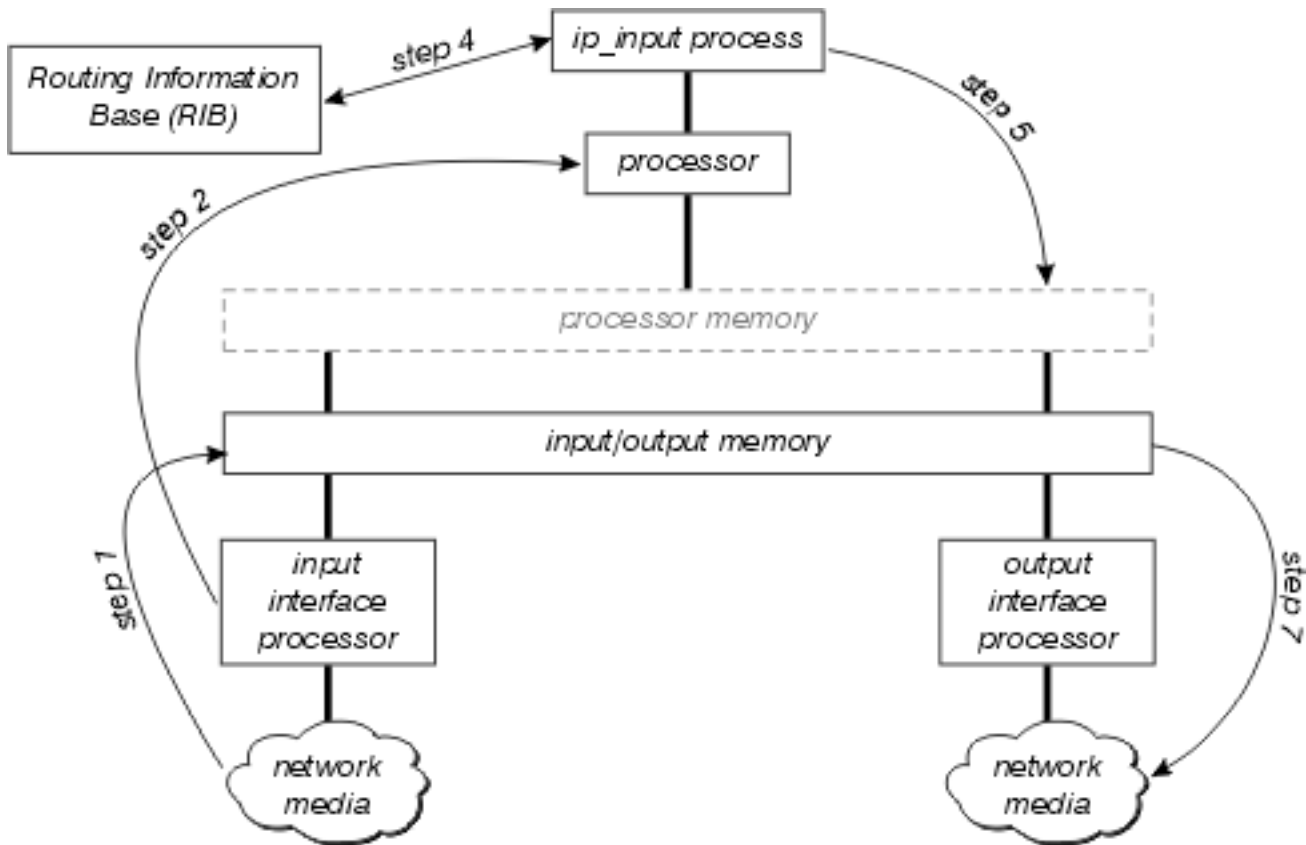 step 4
ip_input process
Routing Information
Base (RIB)
step 5
processor
step 2
processor memory
input/output memory
step 1
input
interface
processor
output
interface
processor
step 7
network
media
network
media